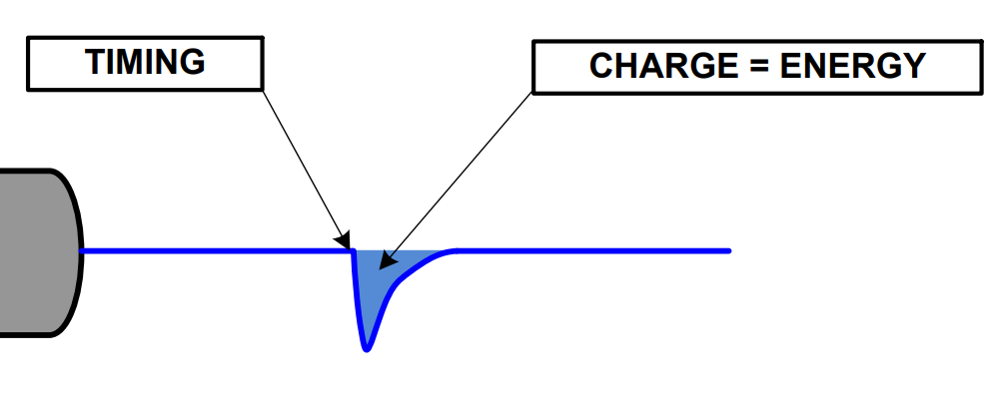 TIMING
CHARGE = ENERGY